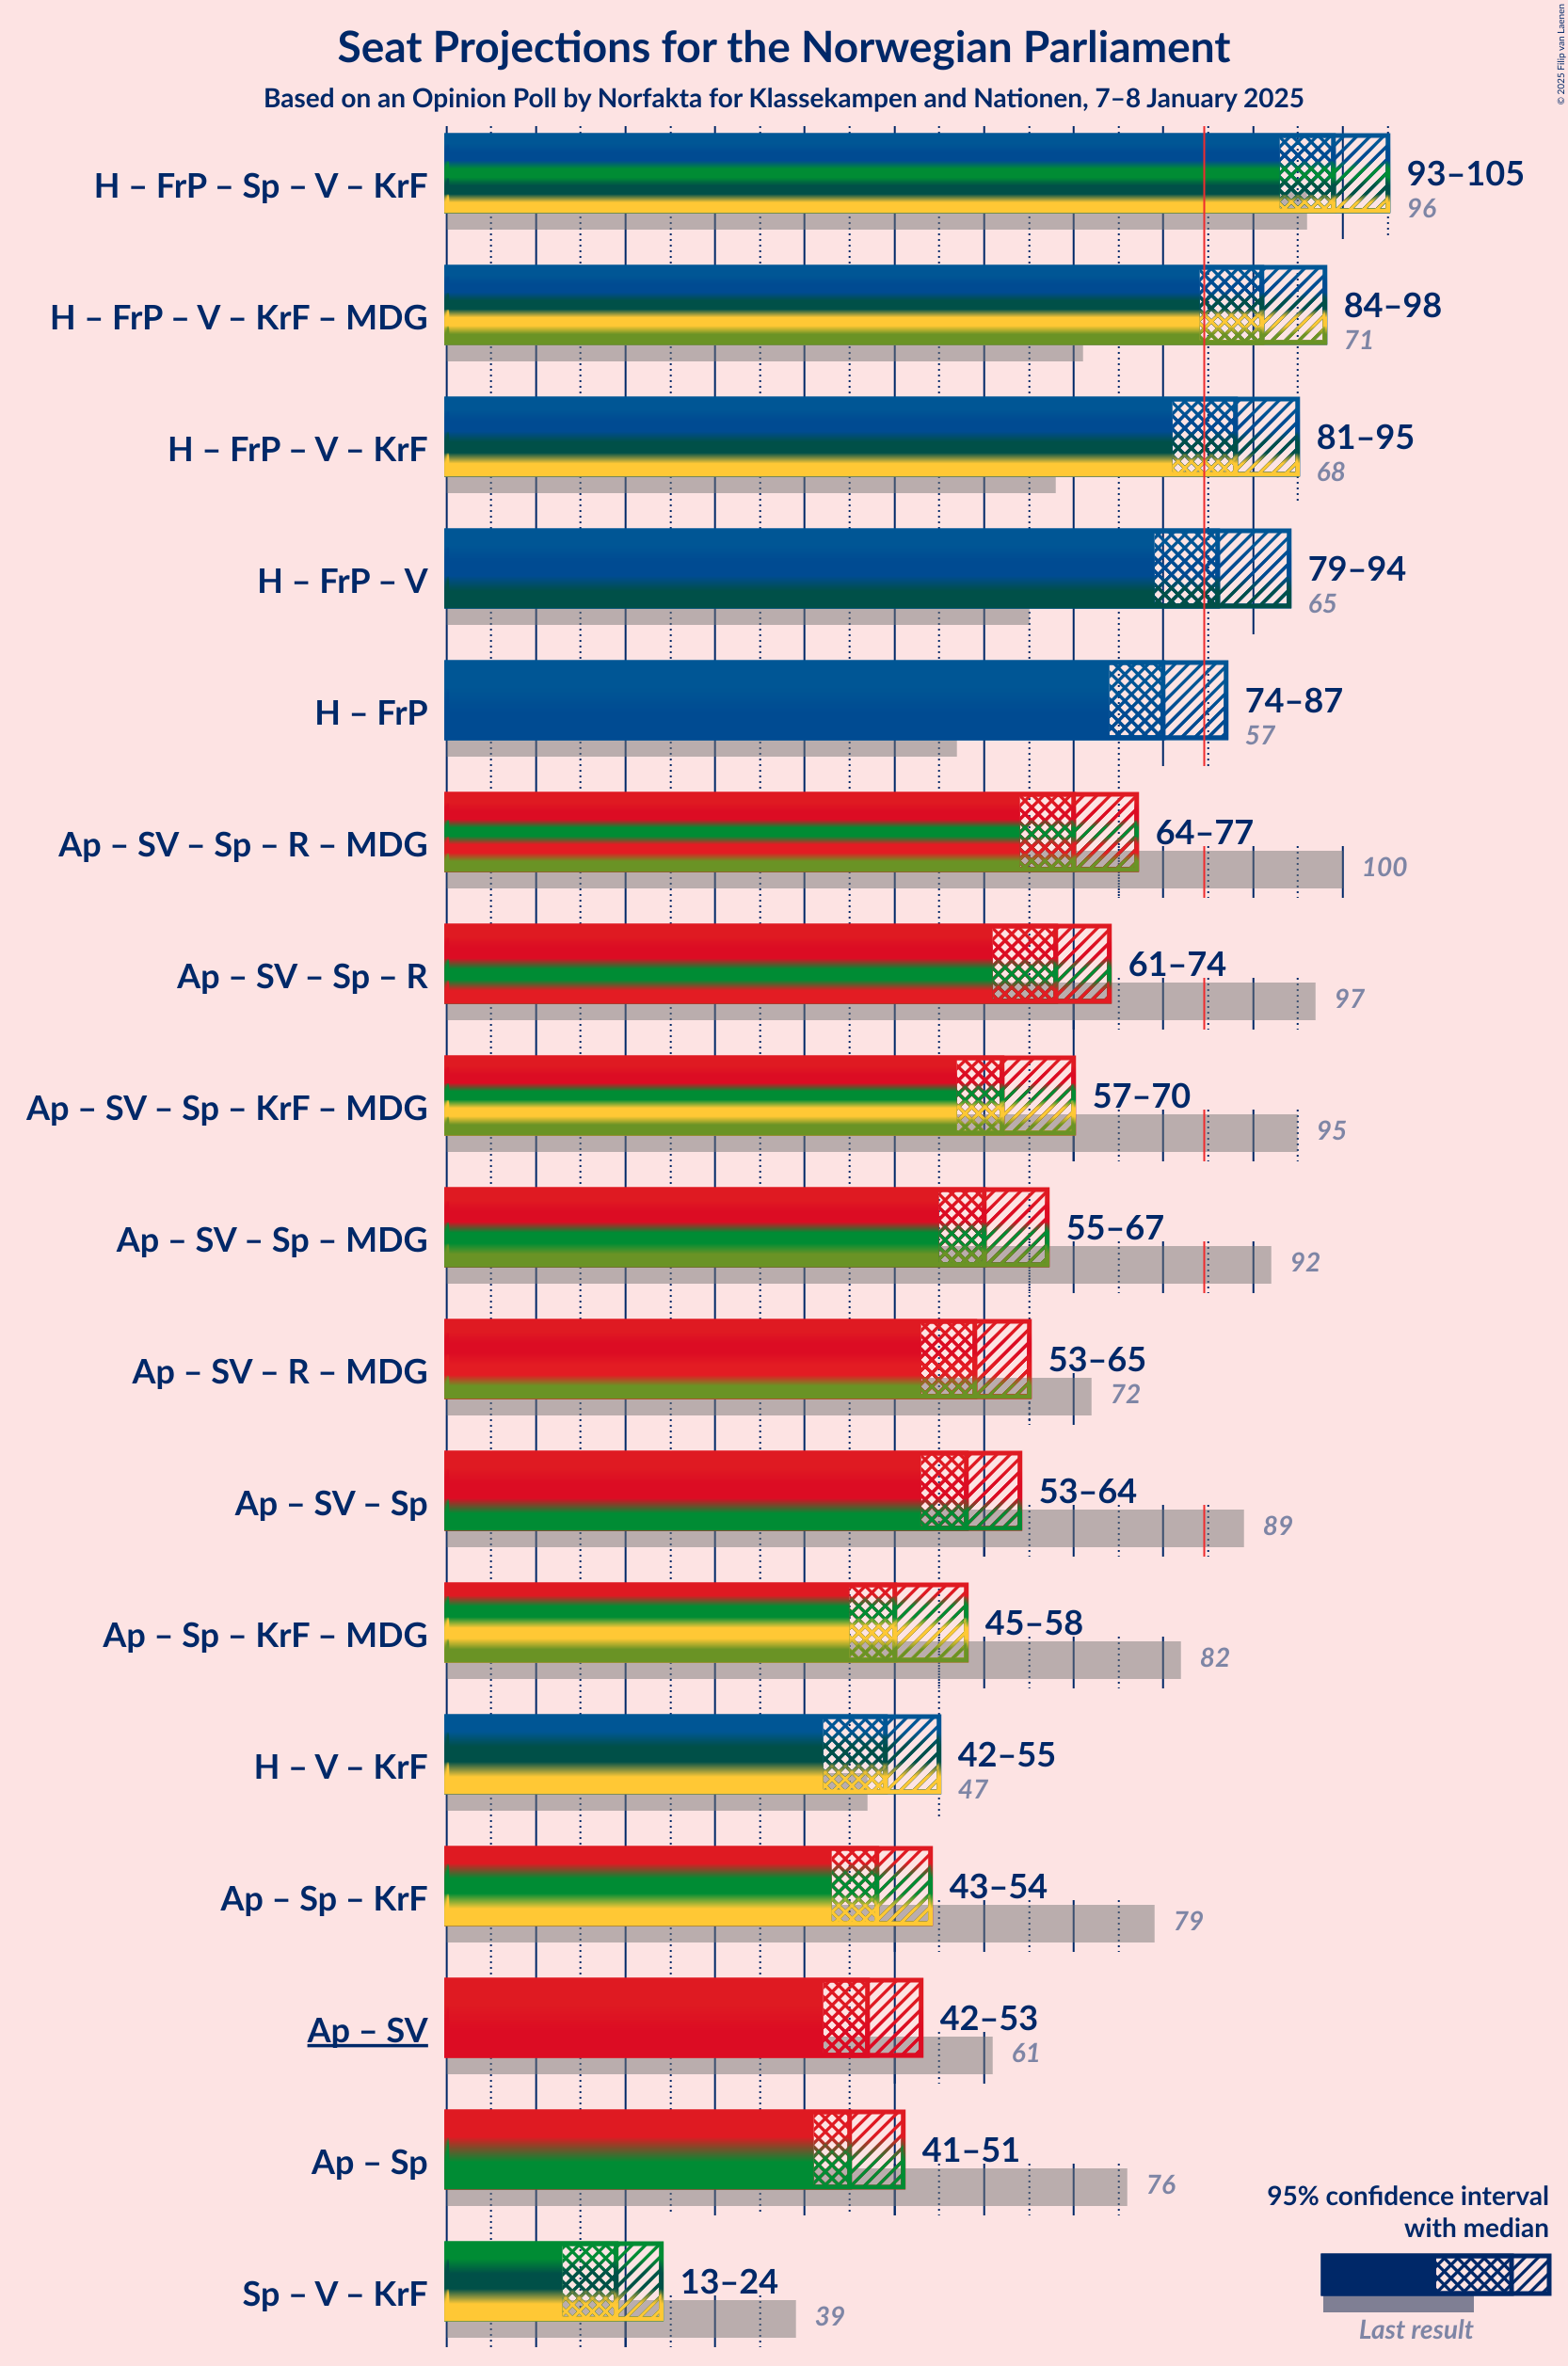 Seat Projections for the Norwegian Parliament
Based on an Opinion Poll by Norfakta for Klassekampen and Nationen, 7–8 January 2025
© 2025 Filip van Laenen
H – FrP – Sp – V – KrF
93–105
96
H – FrP – V – KrF – MDG
84–98
71
H – FrP – V – KrF
81–95
68
H – FrP – V
79–94
65
H – FrP
74–87
57
Ap – SV – Sp – R – MDG
64–77
100
Ap – SV – Sp – R
61–74
97
Ap – SV – Sp – KrF – MDG
57–70
95
Ap – SV – Sp – MDG
55–67
92
Ap – SV – R – MDG
53–65
72
Ap – SV – Sp
53–64
89
Ap – Sp – KrF – MDG
45–58
82
H – V – KrF
42–55
47
Ap – Sp – KrF
43–54
79
Ap – SV
42–53
61
Ap – Sp
41–51
76
Sp – V – KrF
13–24
39
95% confidence interval
with median
Last result